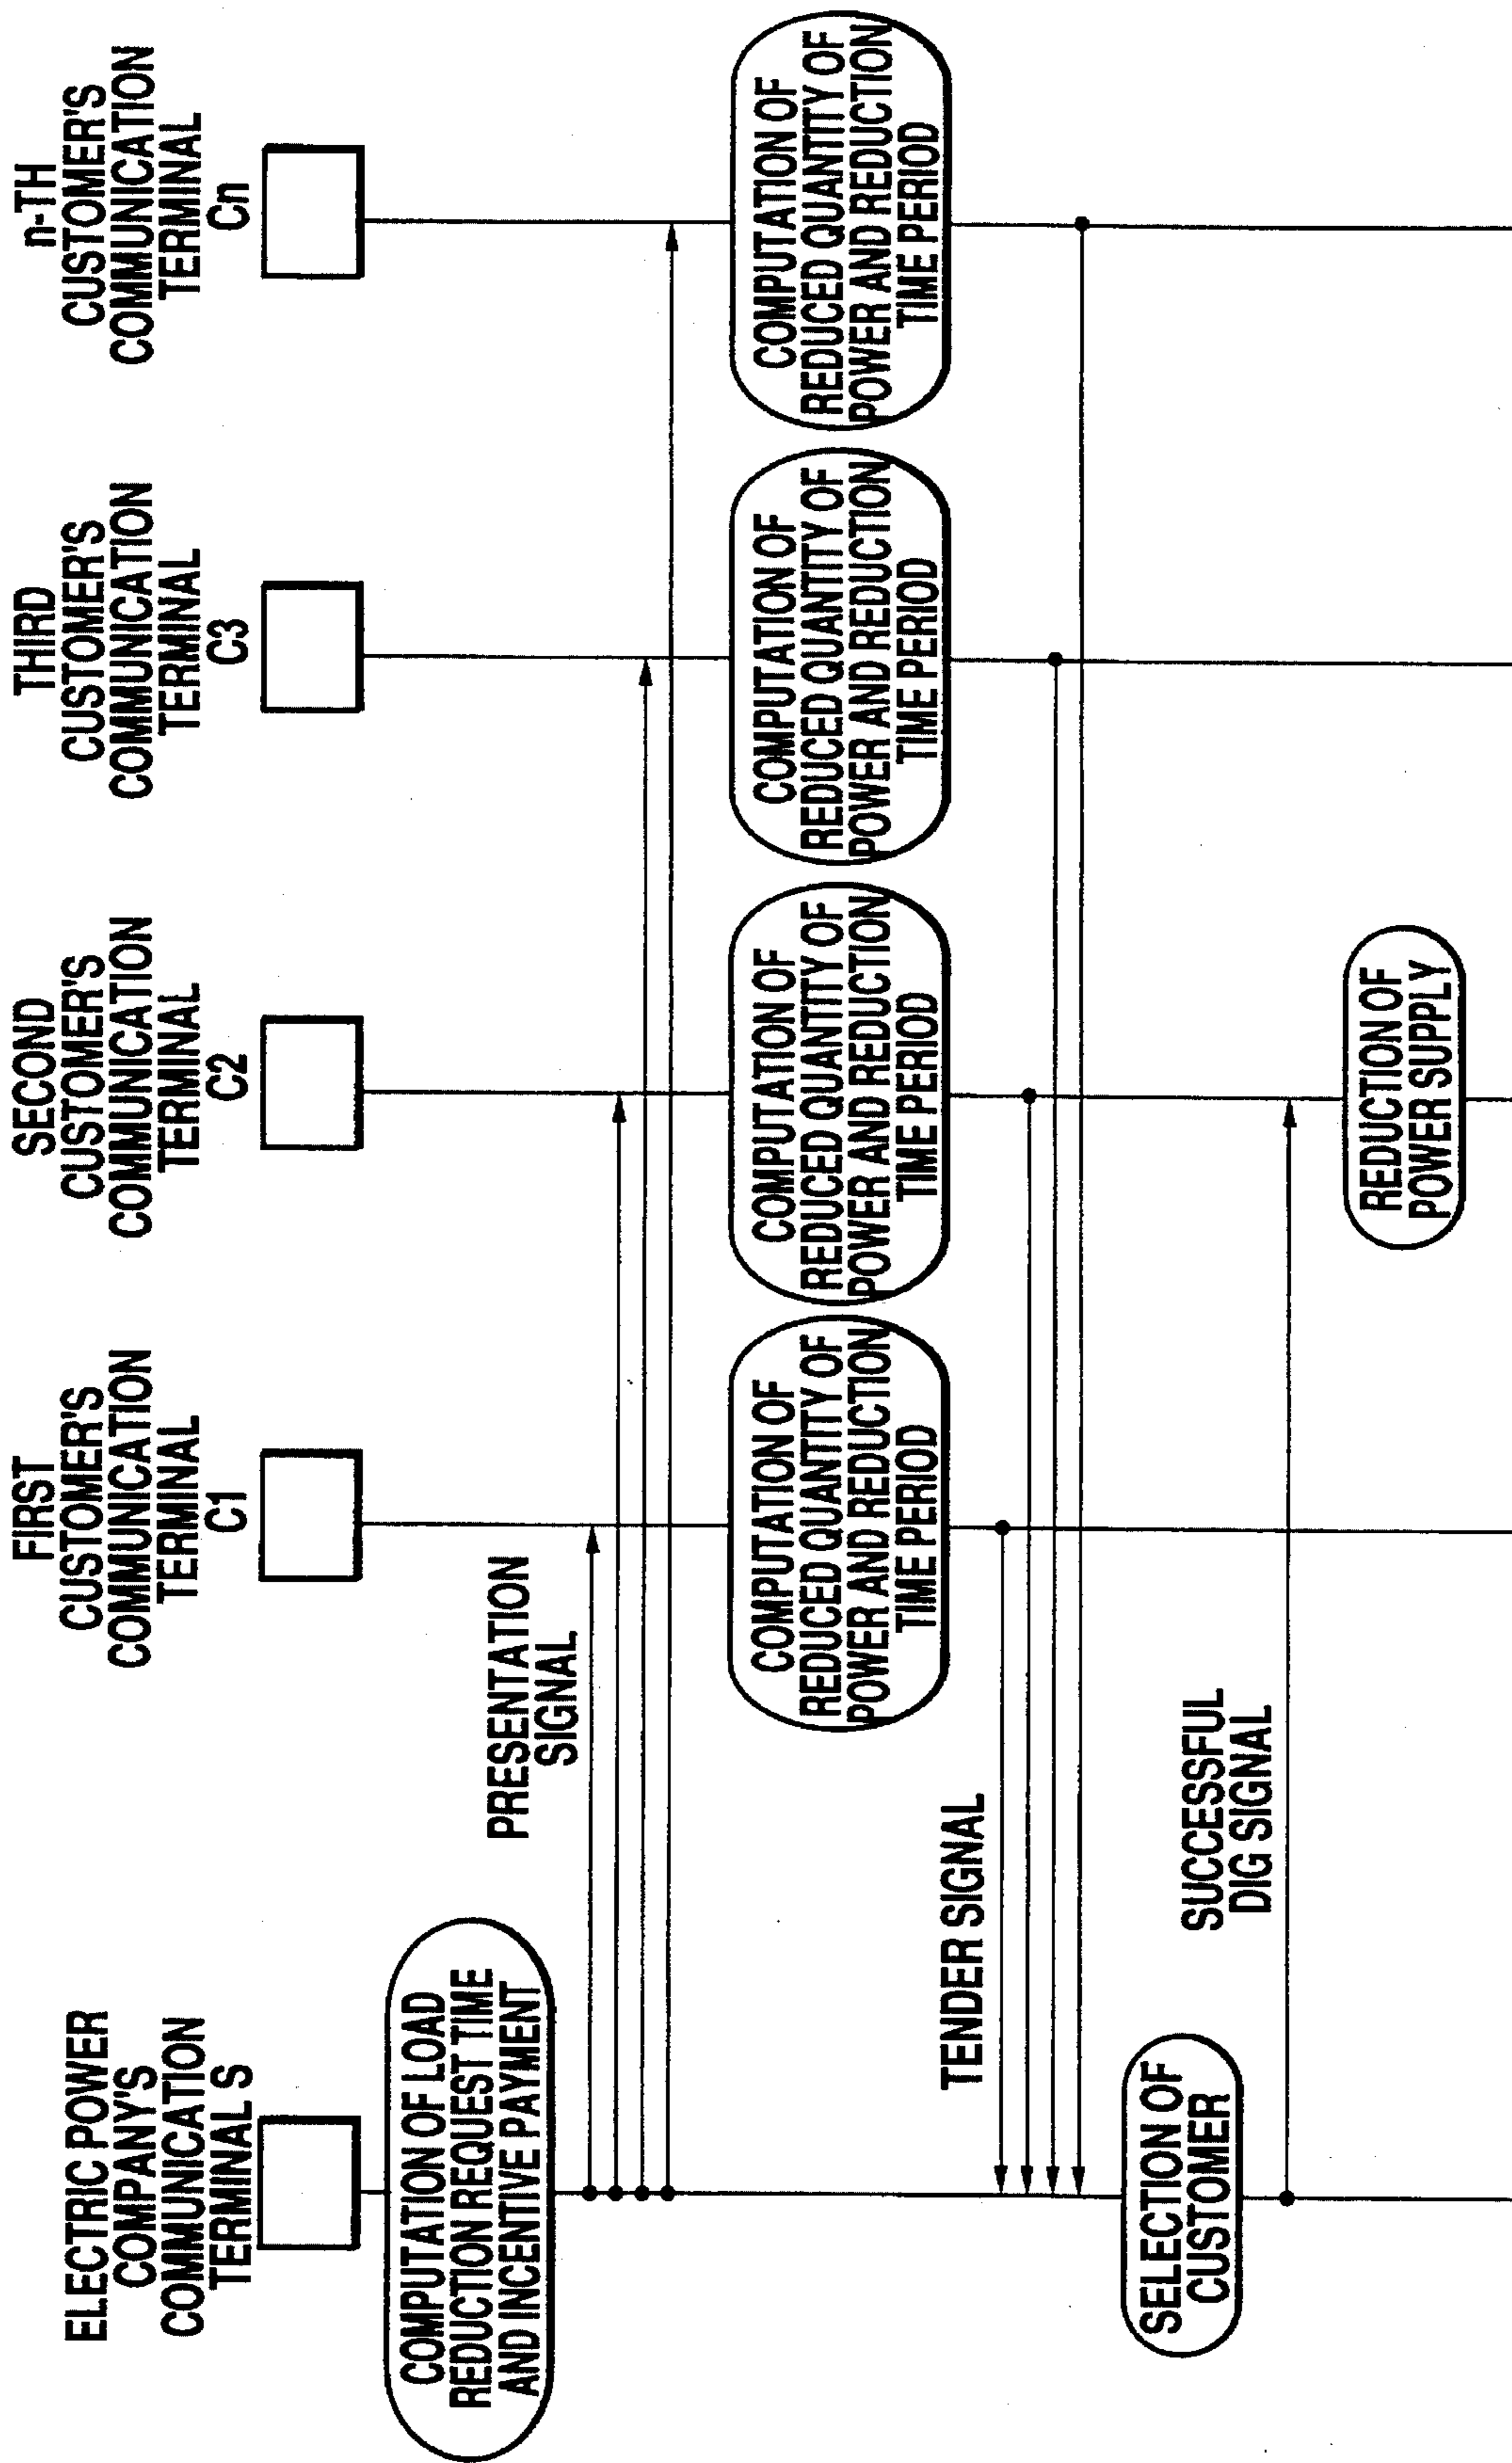 ELECTRIC POWER
COMPANY'S
COMMUNICATION
TERMINAL S
FIRST
CUSTOMER'S
COMMUNICATION
TERMINAL
C1
SECOND
CUSTOMER'S
COMMUNICATION
TERMINAL
C2
THIRD
CUSTOMER'S
COMMUNICATION
TERMINAL
C3
n-TH
CUSTOMER'S
COMMUNICATION
TERMINAL
Cn
COMPUTATION OF LOAD
REDUCTION REQUEST TIME
AND INCENTIVE PAYMENT
PRESENTATION
SIGNAL
COMPUTATION OF
REDUCED QUANTITY OF
POWER AND REDUCTION
TIME PERIOD
COMPUTATION OF
REDUCED QUANTITY OF
POWER AND REDUCTION
TIME PERIOD
COMPUTATION OF
REDUCED QUANTITY OF
POWER AND REDUCTION
TIME PERIOD
COMPUTATION OF
REDUCED QUANTITY OF
POWER AND REDUCTION
TIME PERIOD
TENDER SIGNAL
SELECTION OF
CUSTOMER
SUCCESSFUL
DIG SIGNAL
REDUCTION OF
POWER SUPPLY